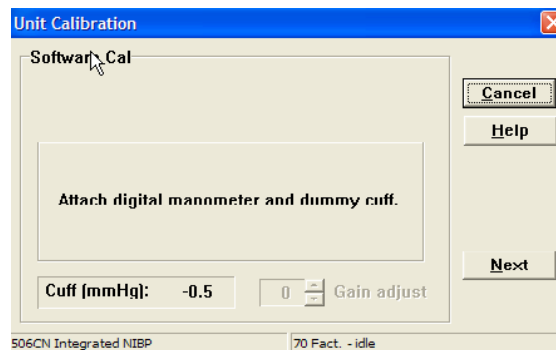 Unit Calibration
Software Cal
Cancel
Help
Attach digital manometer and dummy cuff.
Next
Cuff (mmHg): -0.5 0 Gain adjust
506CN Integrated NIBP 70 Fact. - idle